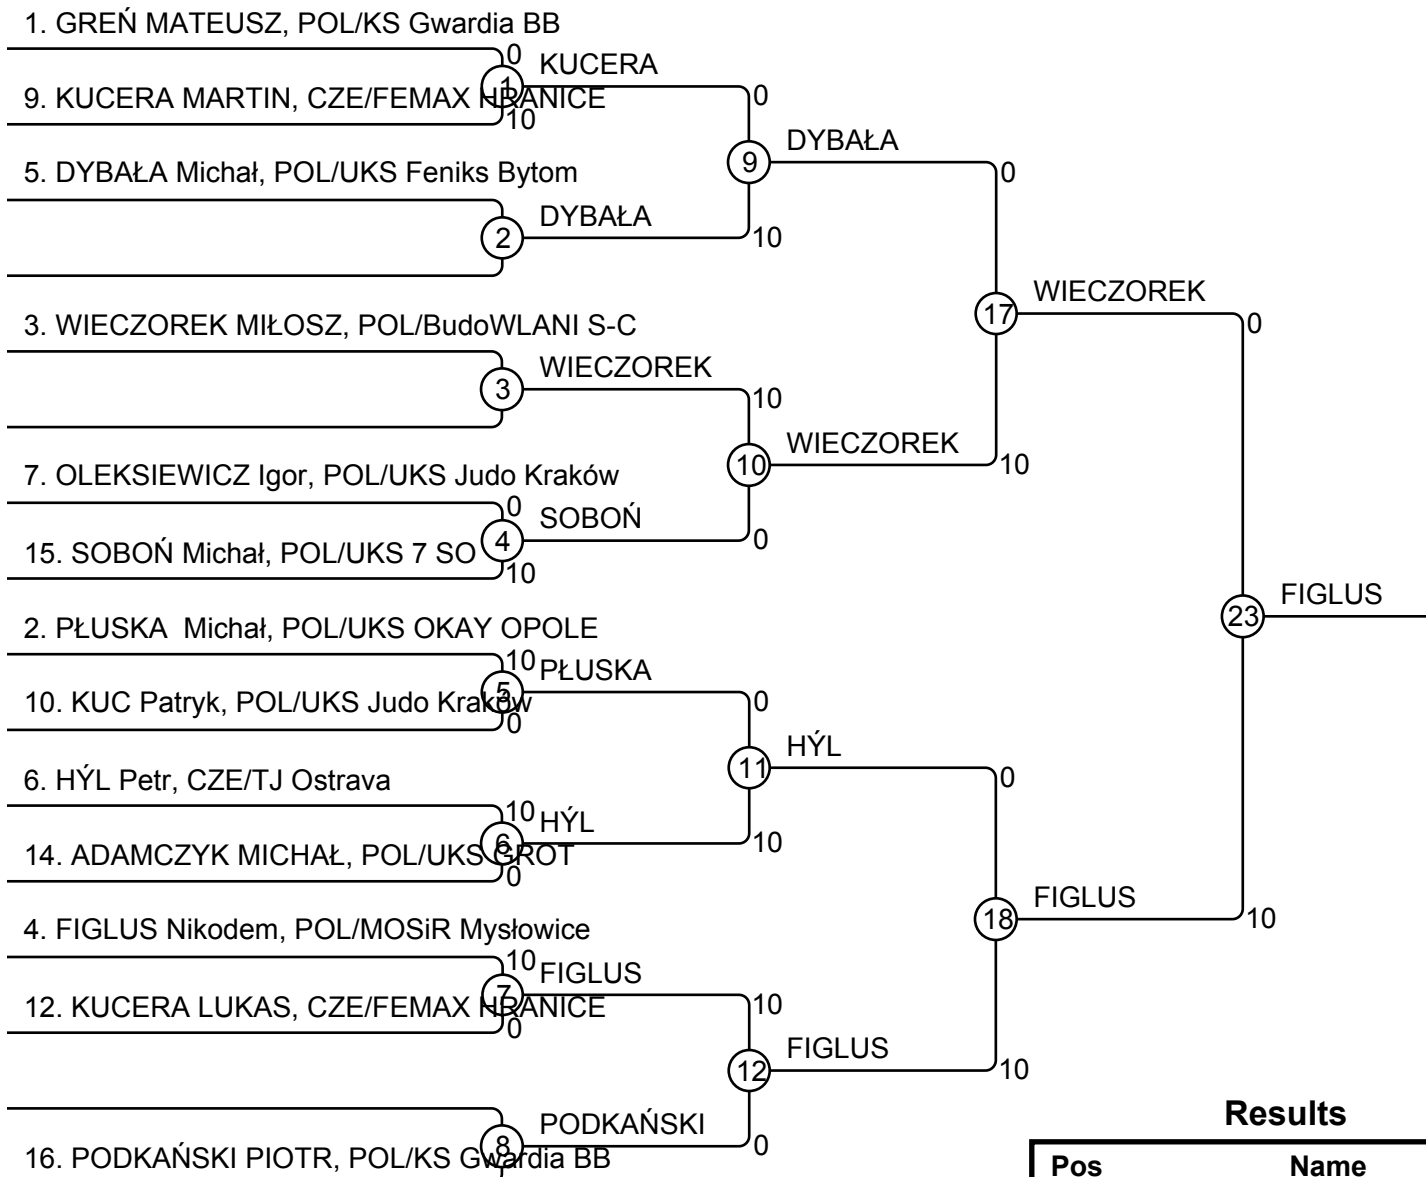 1. GREŃ MATEUSZ, POL/KS Gwardia BB
0
KUCERA
1
9. KUCERA MARTIN, CZE/FEMAX HRANICE
10
0
DYBAŁA
9
5. DYBAŁA Michał, POL/UKS Feniks Bytom
0
DYBAŁA
2
10
WIECZOREK
17
3. WIECZOREK MIŁOSZ, POL/BudoWLANI S-C
0
WIECZOREK
3
10
WIECZOREK
10
10
7. OLEKSIEWICZ Igor, POL/UKS Judo Kraków
0
SOBOŃ
4
0
15. SOBOŃ Michał, POL/UKS 7 SO
10
FIGLUS
23
2. PŁUSKA  Michał, POL/UKS OKAY OPOLE
10
PŁUSKA
5
10. KUC Patryk, POL/UKS Judo Kraków
0
0
HÝL
11
6. HÝL Petr, CZE/TJ Ostrava
0
10
HÝL
6
10
14. ADAMCZYK MICHAŁ, POL/UKS GROT
0
FIGLUS
18
10
4. FIGLUS Nikodem, POL/MOSiR Mysłowice
10
FIGLUS
7
12. KUCERA LUKAS, CZE/FEMAX HRANICE
10
0
FIGLUS
12
10
PODKAŃSKI
8
0
16. PODKAŃSKI PIOTR, POL/KS Gwardia BB
Results
Pos Name